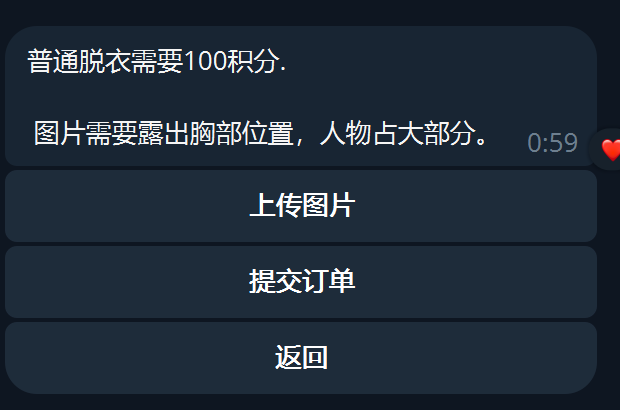 普通脱衣需要100积分.
图片需要露出胸部位置，人物占大部分。
0:59
上传图片
提交订单
返回